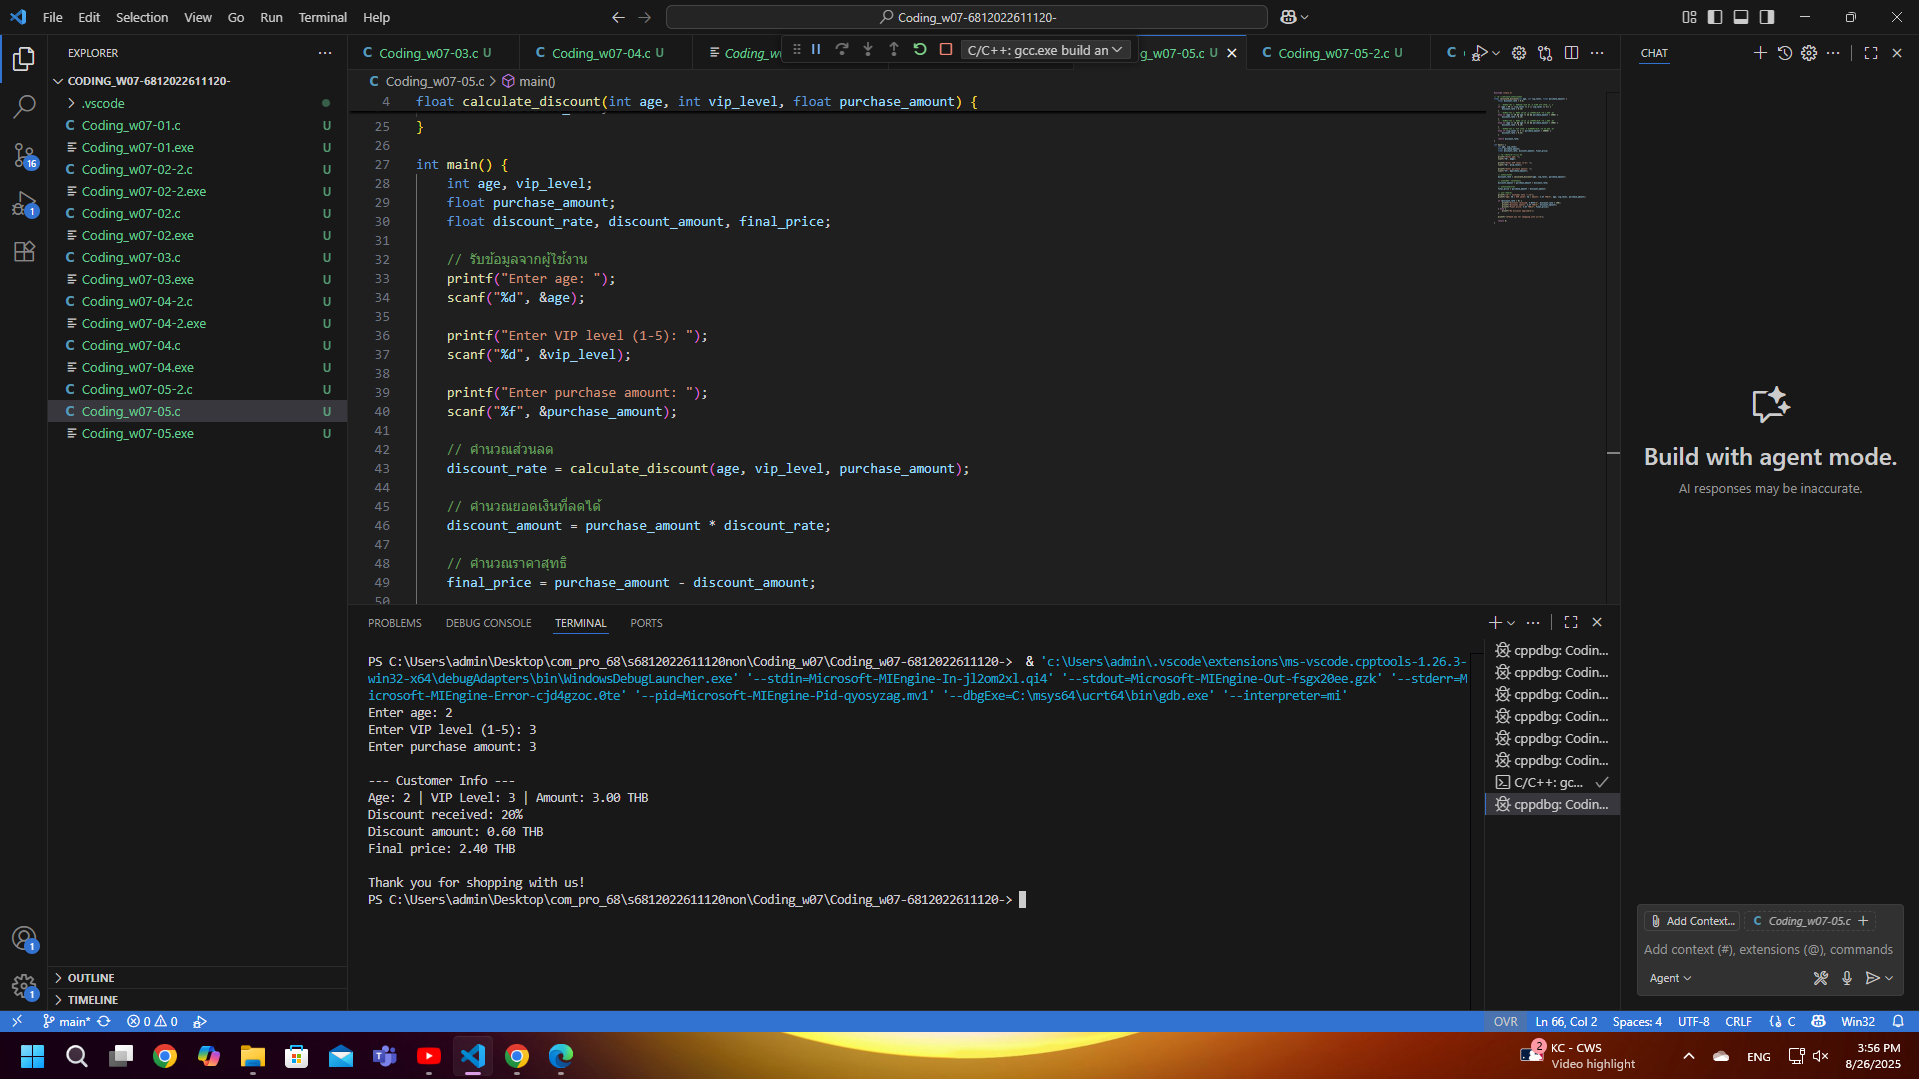 File Edit Selection View Go Run Terminal Help
Coding_w07-6812022611120-
EXPLORER
CODING_W07-6812022611120-
.vscode
C Coding_w07-01.c U
Coding_w07-01.exe U
C Coding_w07-02-2.c U
Coding_w07-02-2.exe U
C Coding_w07-02.c U
Coding_w07-02.exe U
C Coding_w07-03.c U
Coding_w07-03.exe U
C Coding_w07-04-2.c U
Coding_w07-04-2.exe U
C Coding_w07-04.c U
Coding_w07-04.exe U
C Coding_w07-05-2.c U
C Coding_w07-05.c U
Coding_w07-05.exe U
OUTLINE
TIMELINE
16
1
1
1
C Coding_w07-03.c U
C Coding_w07-04.c U
Coding_w
C/C++: gcc.exe build an
g_w07-05.c U
C Coding_w07-05-2.c U
C
C Coding_w07-05.c > main()
4 float calculate_discount(int age, int vip_level, float purchase_amount) {
25 }
26
27 int main() {
28 int age, vip_level;
29 float purchase_amount;
30 float discount_rate, discount_amount, final_price;
31
32 // รับข้อมูลจากผู้ใช้งาน
33 printf("Enter age: ");
34 scanf("%d", &age);
35
36 printf("Enter VIP level (1-5): ");
37 scanf("%d", &vip_level);
38
39 printf("Enter purchase amount: ");
40 scanf("%f", &purchase_amount);
41
42 // คำนวณส่วนลด
43 discount_rate = calculate_discount(age, vip_level, purchase_amount);
44
45 // คำนวณยอดเงินที่ลดได้
46 discount_amount = purchase_amount * discount_rate;
47
48 // คำนวณราคาสุทธิ
49 final_price = purchase_amount - discount_amount;
50
PROBLEMS DEBUG CONSOLE TERMINAL PORTS
PS C:\Users\admin\Desktop\com_pro_68\s6812022611120non\Coding_w07\Coding_w07-6812022611120-> & 'c:\Users\admin\.vscode\extensions\ms-vscode.cpptools-1.26.3-
win32-x64\debugAdapters\bin\WindowsDebugLauncher.exe' '--stdin=Microsoft-MIEngine-In-jl2om2xl.qi4' '--stdout=Microsoft-MIEngine-Out-fsgx20ee.gzk' '--stderr=M
icrosoft-MIEngine-Error-cjd4gzoc.0te' '--pid=Microsoft-MIEngine-Pid-qyosyzag.mv1' '--dbgExe=C:\msys64\ucrt64\bin\gdb.exe' '--interpreter=mi'
Enter age: 2
Enter VIP level (1-5): 3
Enter purchase amount: 3
--- Customer Info ---
Age: 2 | VIP Level: 3 | Amount: 3.00 THB
Discount received: 20%
Discount amount: 0.60 THB
Final price: 2.40 THB
Thank you for shopping with us!
PS C:\Users\admin\Desktop\com_pro_68\s6812022611120non\Coding_w07\Coding_w07-6812022611120->
cppdbg: Codin...
cppdbg: Codin...
cppdbg: Codin...
cppdbg: Codin...
cppdbg: Codin...
cppdbg: Codin...
C/C++: gc...
cppdbg: Codin...
CHAT
Build with agent mode.
AI responses may be inaccurate.
Add Context... C Coding_w07-05.c +
Add context (#), extensions (@), commands
Agent
main* 0 0
OVR Ln 66, Col 2 Spaces: 4 UTF-8 CRLF C Win32
2 KC - CWS
Video highlight
ENG
3:56 PM
8/26/2025